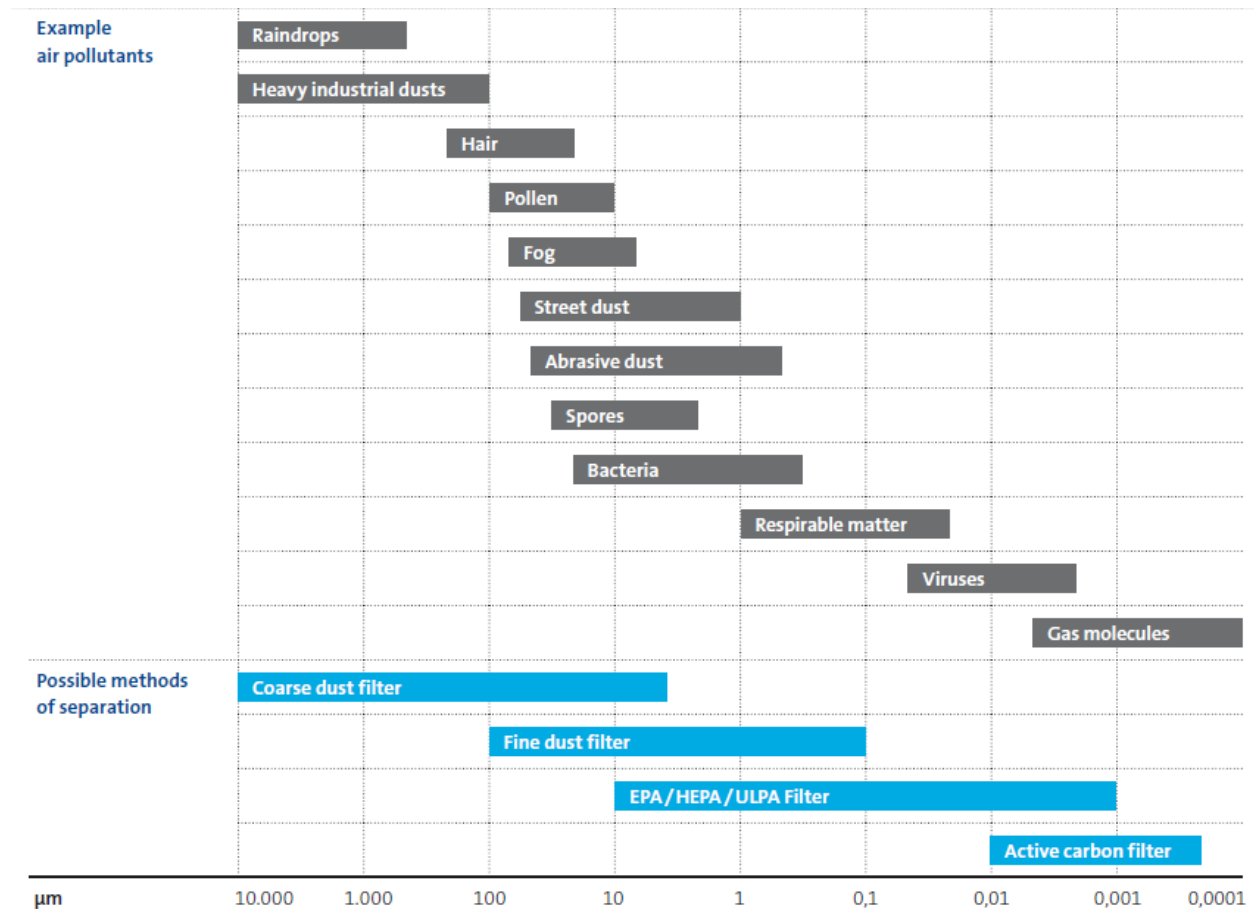 Example
air pollutants
Raindrops
Heavy industrial dusts
Hair
Pollen
Fog
Street dust
Abrasive dust
Spores
Bacteria
Respirable matter
Viruses
Gas molecules
Possible methods
of separation
Coarse dust filter
Fine dust filter
EPA/HEPA/ULPA Filter
Active carbon filter
µm 10.000 1.000 100 10 1 0,1 0,01 0,001 0,0001